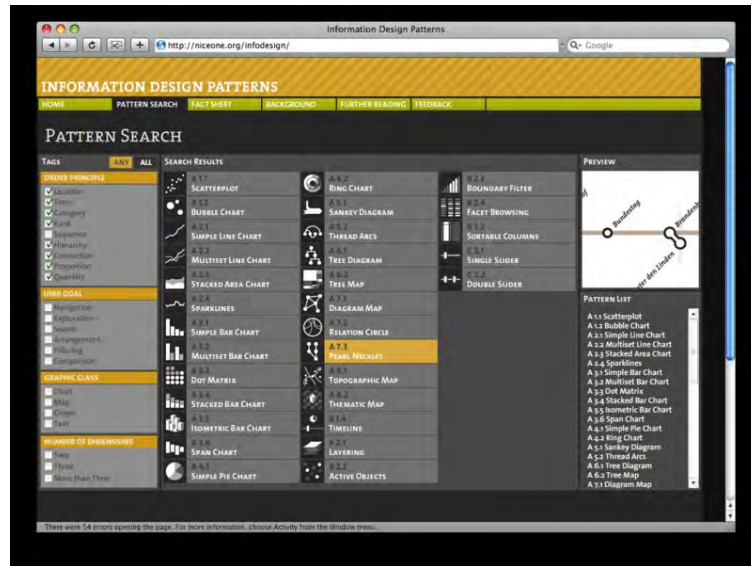 Information Design Patterns
http://niceone.org/infodesign/
Google
INFORMATION DESIGN PATTERNS
HOME
PATTERN SEARCH
FACT SHEET
BACKGROUND
FURTHER READING
FEEDBACK
PATTERN SEARCH
TAGS
ANY
ALL
ORDER PRINCIPLE
Location
Time
Category
Rank
Sequence
Hierarchy
Connection
Proportion
Quantity
USER GOAL
Navigation
Exploration
Search
Arrangement
Filtering
Comparison
GRAPHIC CLASS
Chart
Map
Graph
Text
NUMBER OF DIMENSIONS
Two
Three
More than Three
SEARCH RESULTS
A 1.1
SCATTERPLOT
A 1.2
BUBBLE CHART
A 2.1
SIMPLE LINE CHART
A 2.2
MULTISET LINE CHART
A 2.3
STACKED AREA CHART
A 2.4
SPARKLINES
A 3.1
SIMPLE BAR CHART
A 3.2
MULTISET BAR CHART
A 3.3
DOT MATRIX
A 3.4
STACKED BAR CHART
A 3.5
ISOMETRIC BAR CHART
A 3.6
SPAN CHART
SIMPLE PIE CHART
A 4.2
RING CHART
A 5.1
SANKEY DIAGRAM
A 5.2
THREAD ARCS
A 6.1
TREE DIAGRAM
A 6.2
TREE MAP
A 7.1
DIAGRAM MAP
A 7.2
RELATION CIRCLE
A 7.3
PEARL NECKLET
A 8.1
TOPOGRAPHIC MAP
A 8.2
THEMATIC MAP
B 1.4
TIMELINE
B 2.1
LAYERING
B 2.2
ACTIVE OBJECTS
B 2.3
BOUNDARY FILTER
B 2.4
FACET BROWSING
B 3.2
SORTABLE COLUMNS
C 2.1
SINGLE SLIDER
C 2.2
DOUBLE SLIDER
PREVIEW
Bundestag
Brandenb
ter den Linden
PATTERN LIST
A 1.1 Scatterplot
A 1.2 Bubble Chart
A 2.1 Simple Line Chart
A 2.2 Multiset Line Chart
A 2.3 Stacked Area Chart
A 2.4 Sparklines
A 3.1 Simple Bar Chart
A 3.2 Multiset Bar Chart
A 3.3 Dot Matrix
A 3.4 Stacked Bar Chart
A 3.5 Isometric Bar Chart
A 3.6 Span Chart
A 4.1 Simple Pie Chart
A 4.2 Ring Chart
A 5.1 Sankey Diagram
A 5.2 Thread Arcs
A 6.1 Tree Diagram
A 6.2 Tree Map
A 7.1 Diagram Map
There were 54 errors opening the page. For more information, choose Activity from the Window menu.